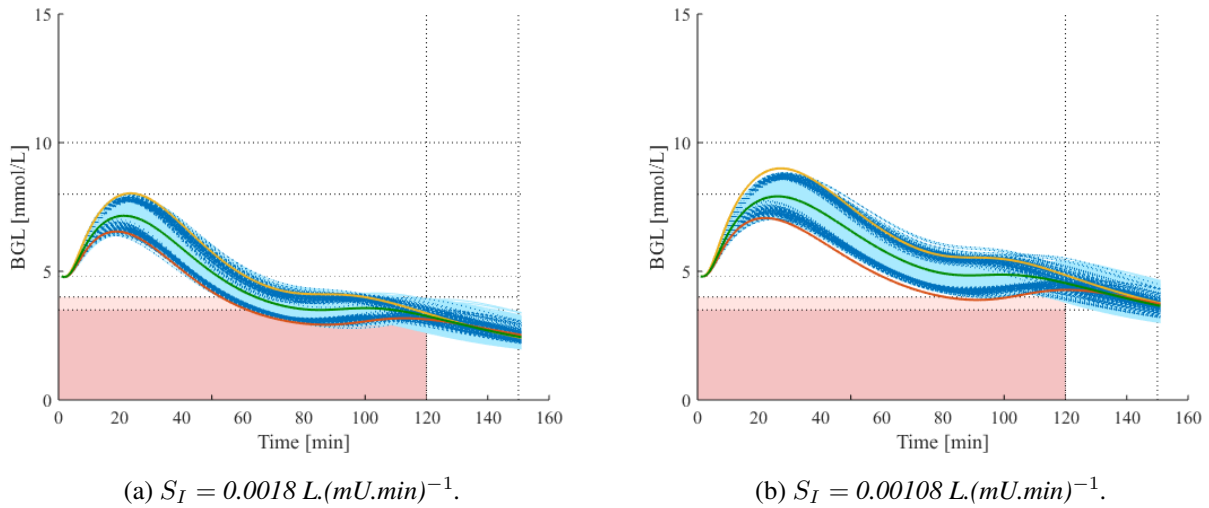 15
10
5
0
BGL [mmol/L]
0 20 40 60 80 100 120 140 160
Time [min]
(a) S_I = 0.0018 L.(mU.min)⁻¹.
15
10
5
0
BGL [mmol/L]
0 20 40 60 80 100 120 140 160
Time [min]
(b) S_I = 0.00108 L.(mU.min)⁻¹.